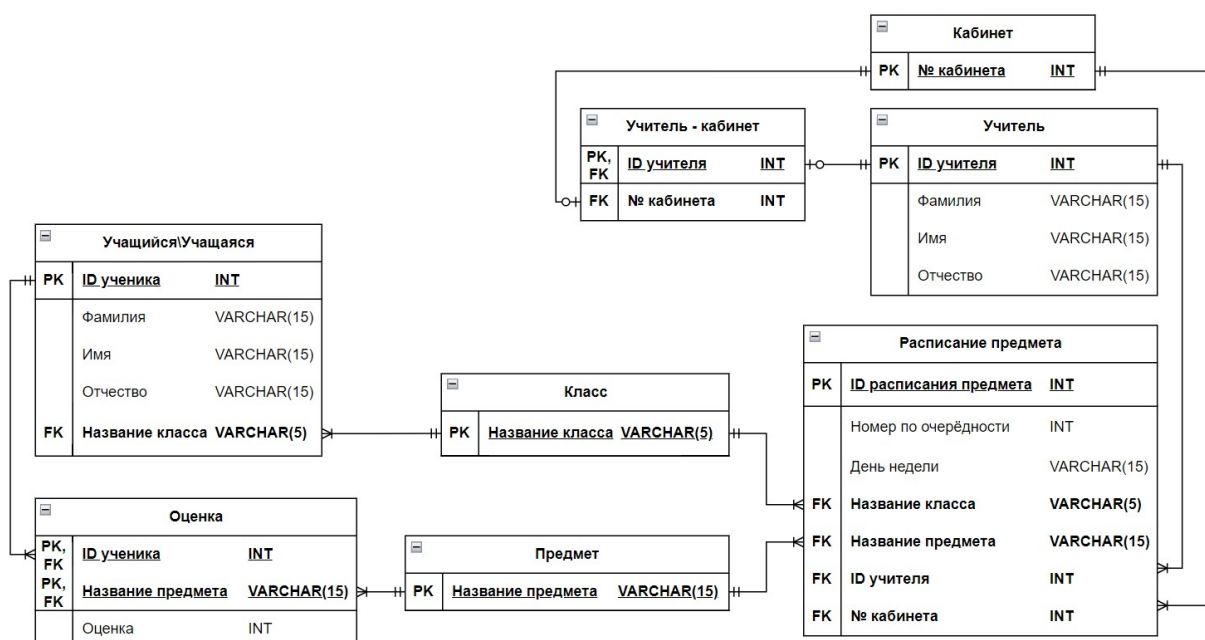 Кабинет
PK № кабинета INT
Учитель - кабинет
PK, FK ID учителя INT
FK № кабинета INT
Учитель
PK ID учителя INT
Фамилия VARCHAR(15)
Имя VARCHAR(15)
Отчество VARCHAR(15)
Учащийся\Учащаяся
PK ID ученика INT
Фамилия VARCHAR(15)
Имя VARCHAR(15)
Отчество VARCHAR(15)
FK Название класса VARCHAR(5)
Класс
PK Название класса VARCHAR(5)
Расписание предмета
PK ID расписания предмета INT
Номер по очерёдности INT
День недели VARCHAR(15)
FK Название класса VARCHAR(5)
FK Название предмета VARCHAR(15)
FK ID учителя INT
FK № кабинета INT
Оценка
PK, FK ID ученика INT
PK, FK Название предмета VARCHAR(15)
Оценка INT
Предмет
PK Название предмета VARCHAR(15)